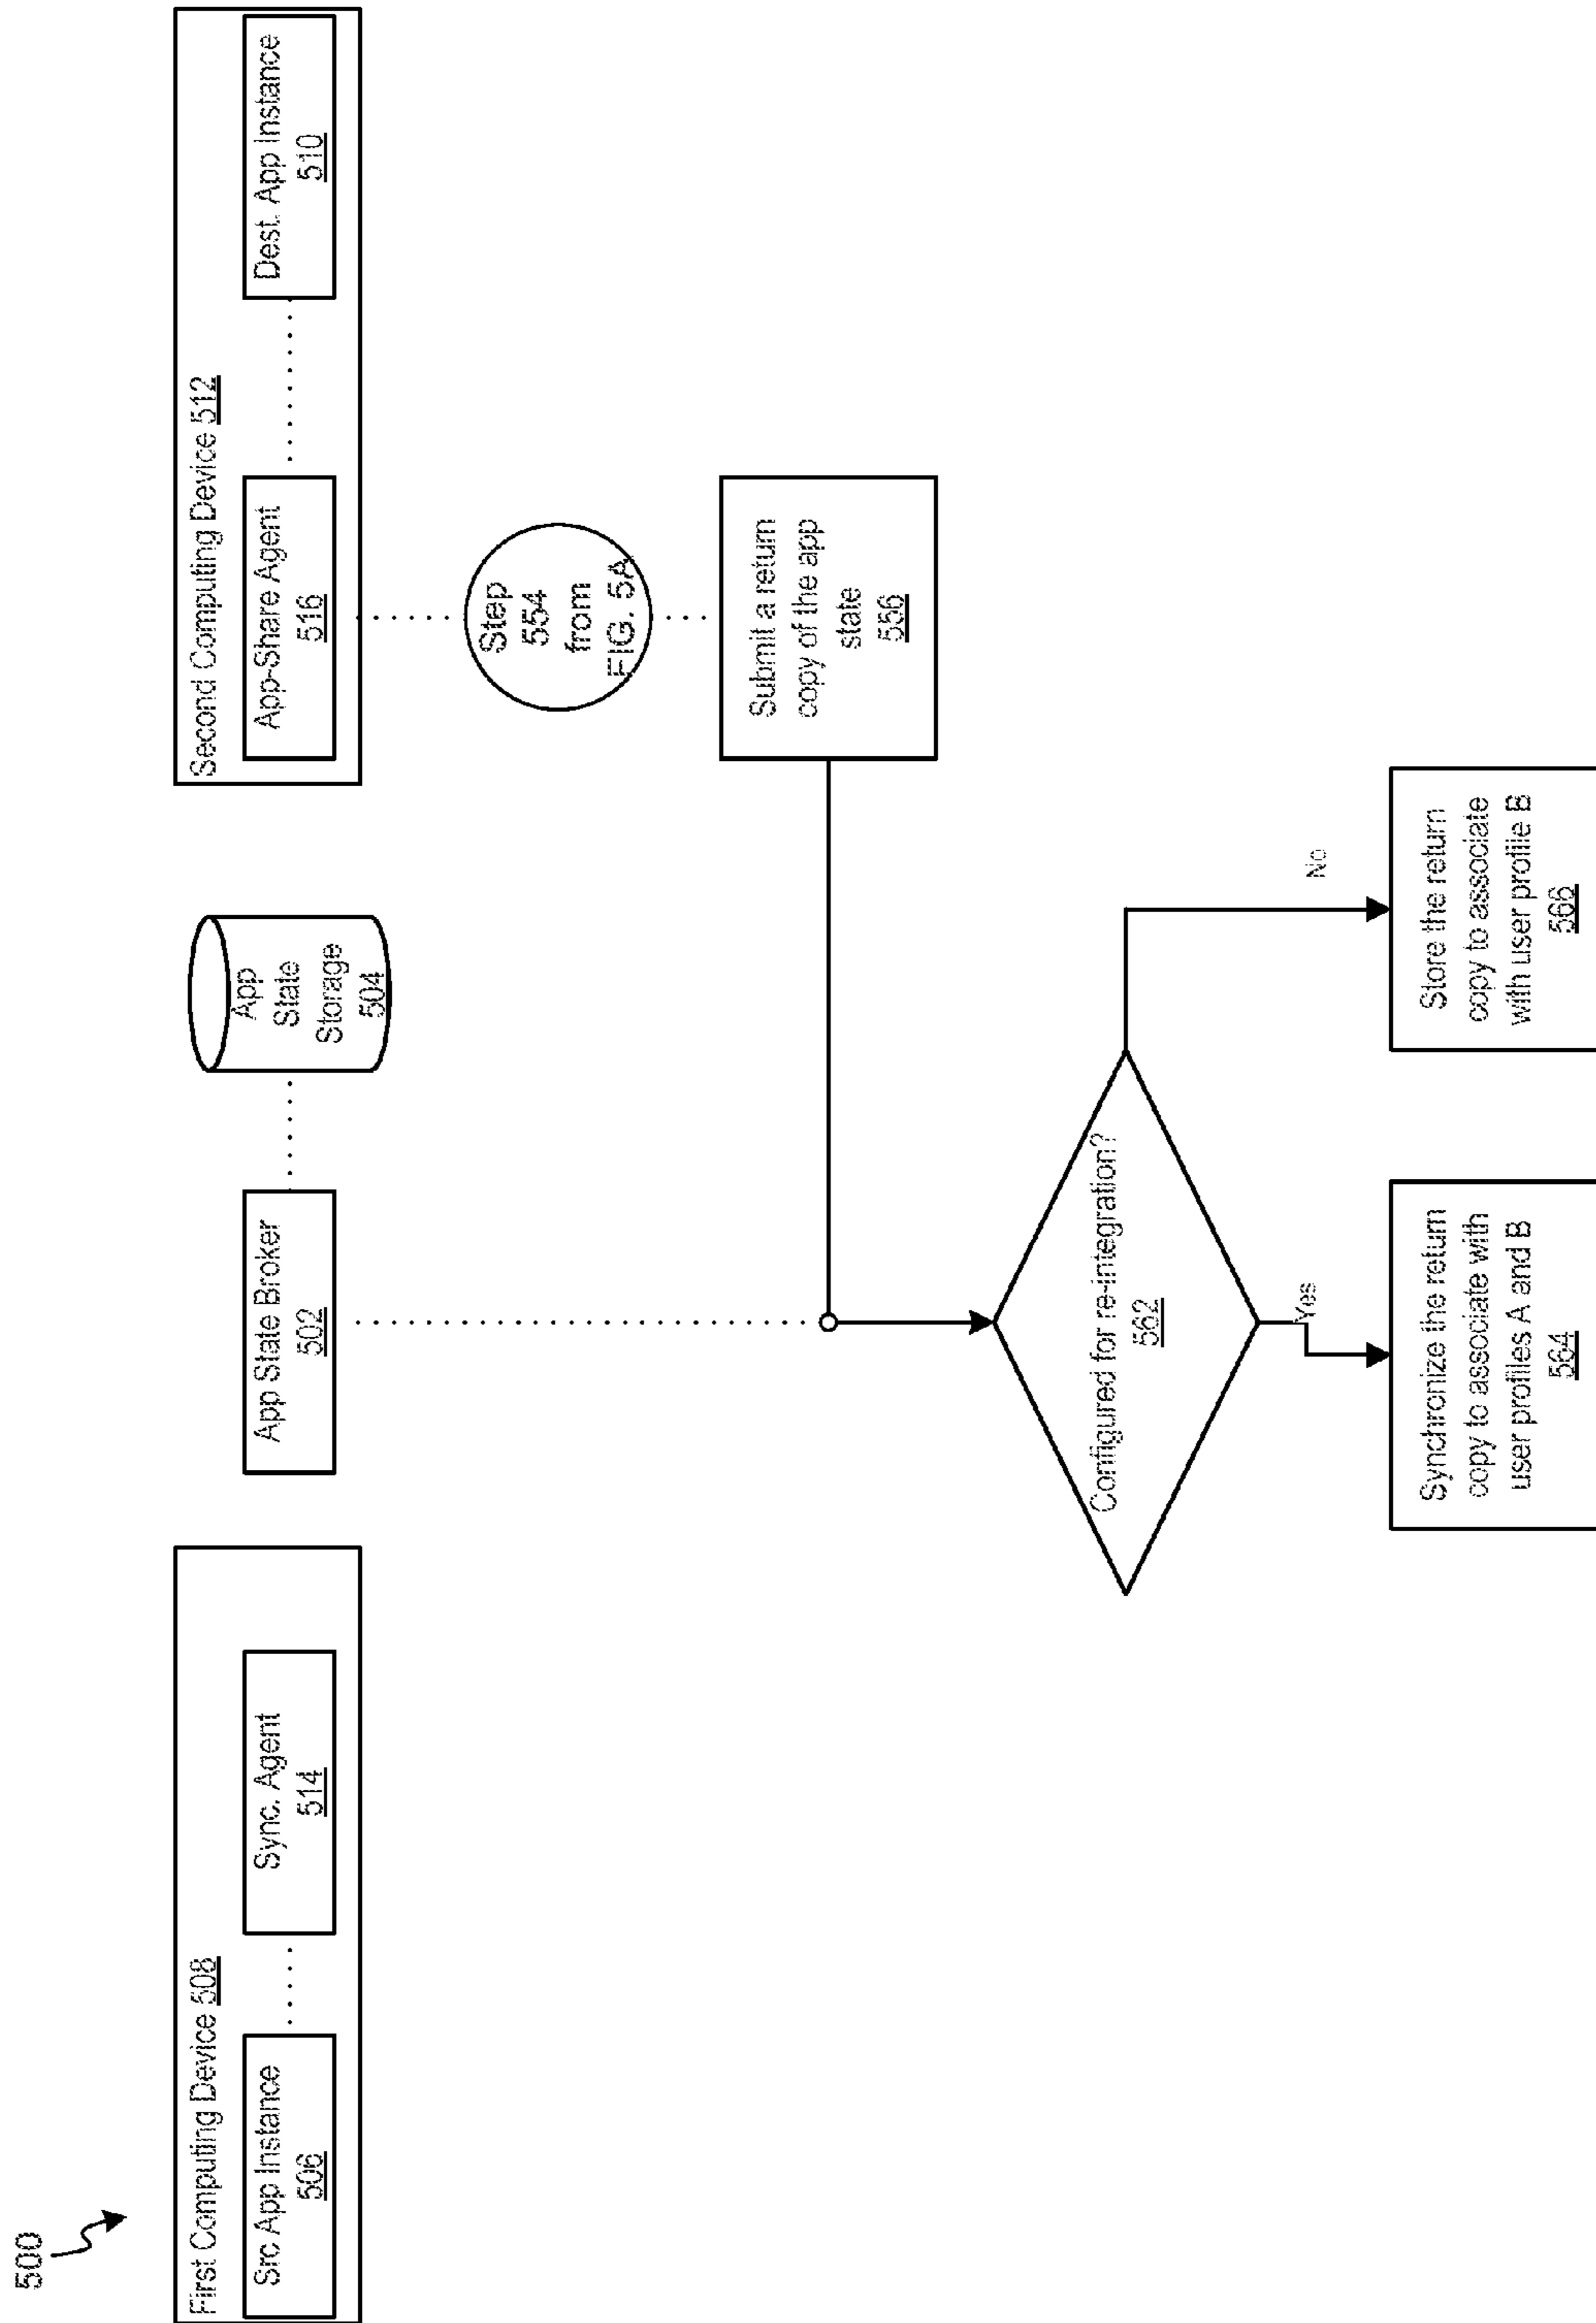 500
First Computing Device 508
Src App Instance
506
Sync. Agent
514
App State Broker
502
App
State
Storage
504
Second Computing Device 512
App-Share Agent
516
Dest. App Instance
510
Step
554
from
FIG. 5A
Submit a return
copy of the app
state
556
Configured for re-integration?
562
Yes
No
Synchronize the return
copy to associate with
user profiles A and B
564
Store the return
copy to associate
with user profile B
566